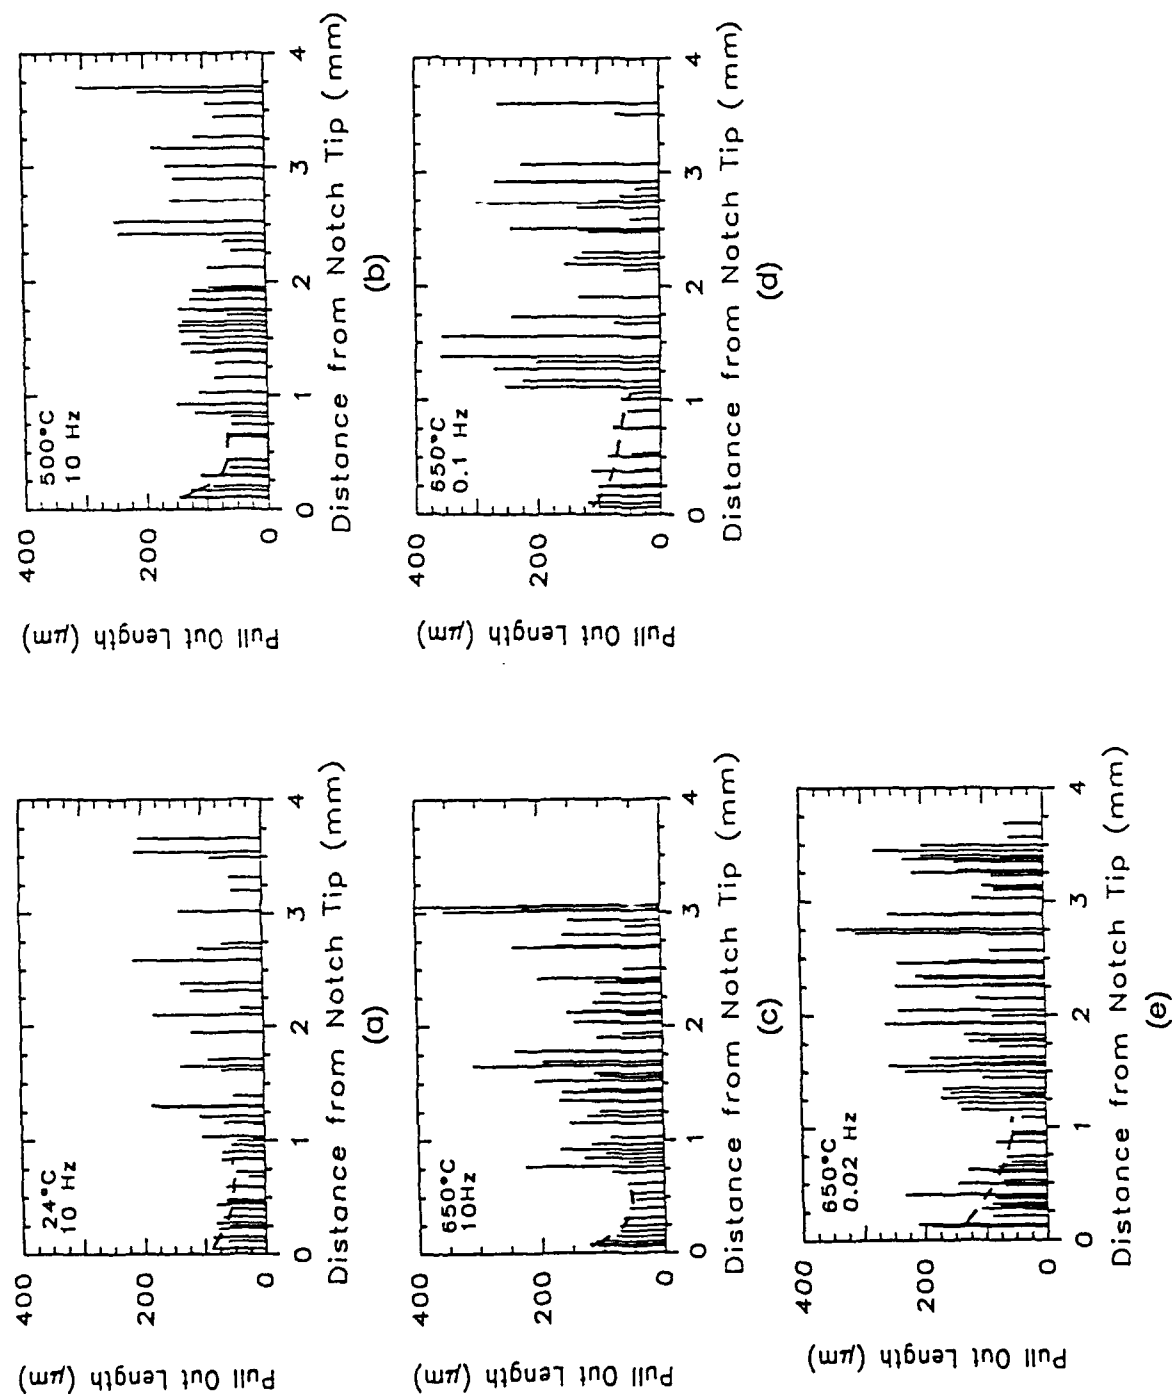 400
200
0
Pull Out Length (μm)
24°C
10 Hz
0 1 2 3 4
Distance from Notch Tip (mm)
(a)
400
200
0
Pull Out Length (μm)
500°C
10 Hz
0 1 2 3 4
Distance from Notch Tip (mm)
(b)
400
200
0
Pull Out Length (μm)
650°C
10Hz
0 1 2 3 4
Distance from Notch Tip (mm)
(c)
400
200
0
Pull Out Length (μm)
650°C
0.1 Hz
0 1 2 3 4
Distance from Notch Tip (mm)
(d)
400
200
0
Pull Out Length (μm)
650°C
0.02 Hz
0 1 2 3 4
Distance from Notch Tip (mm)
(e)